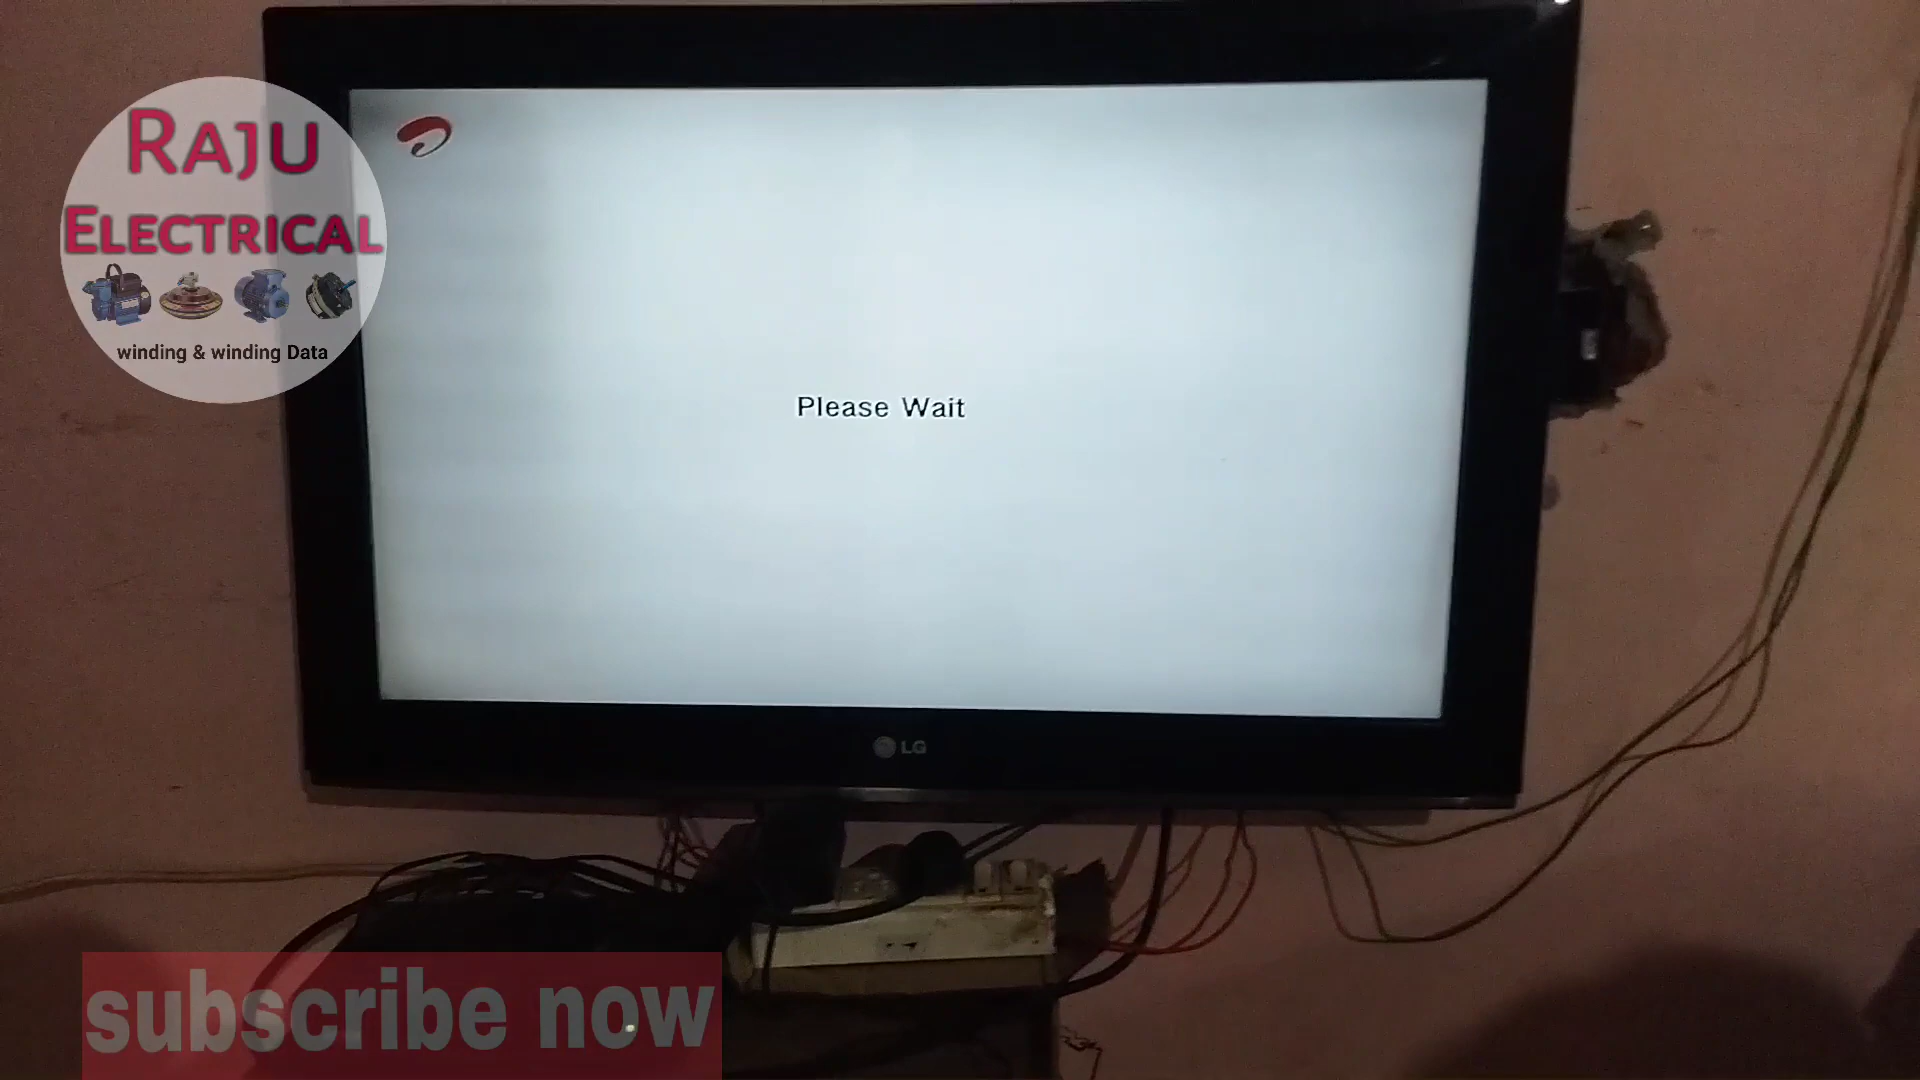 RAJU
ELECTRICAL
winding & winding Data
Please Wait
LG
subscribe now